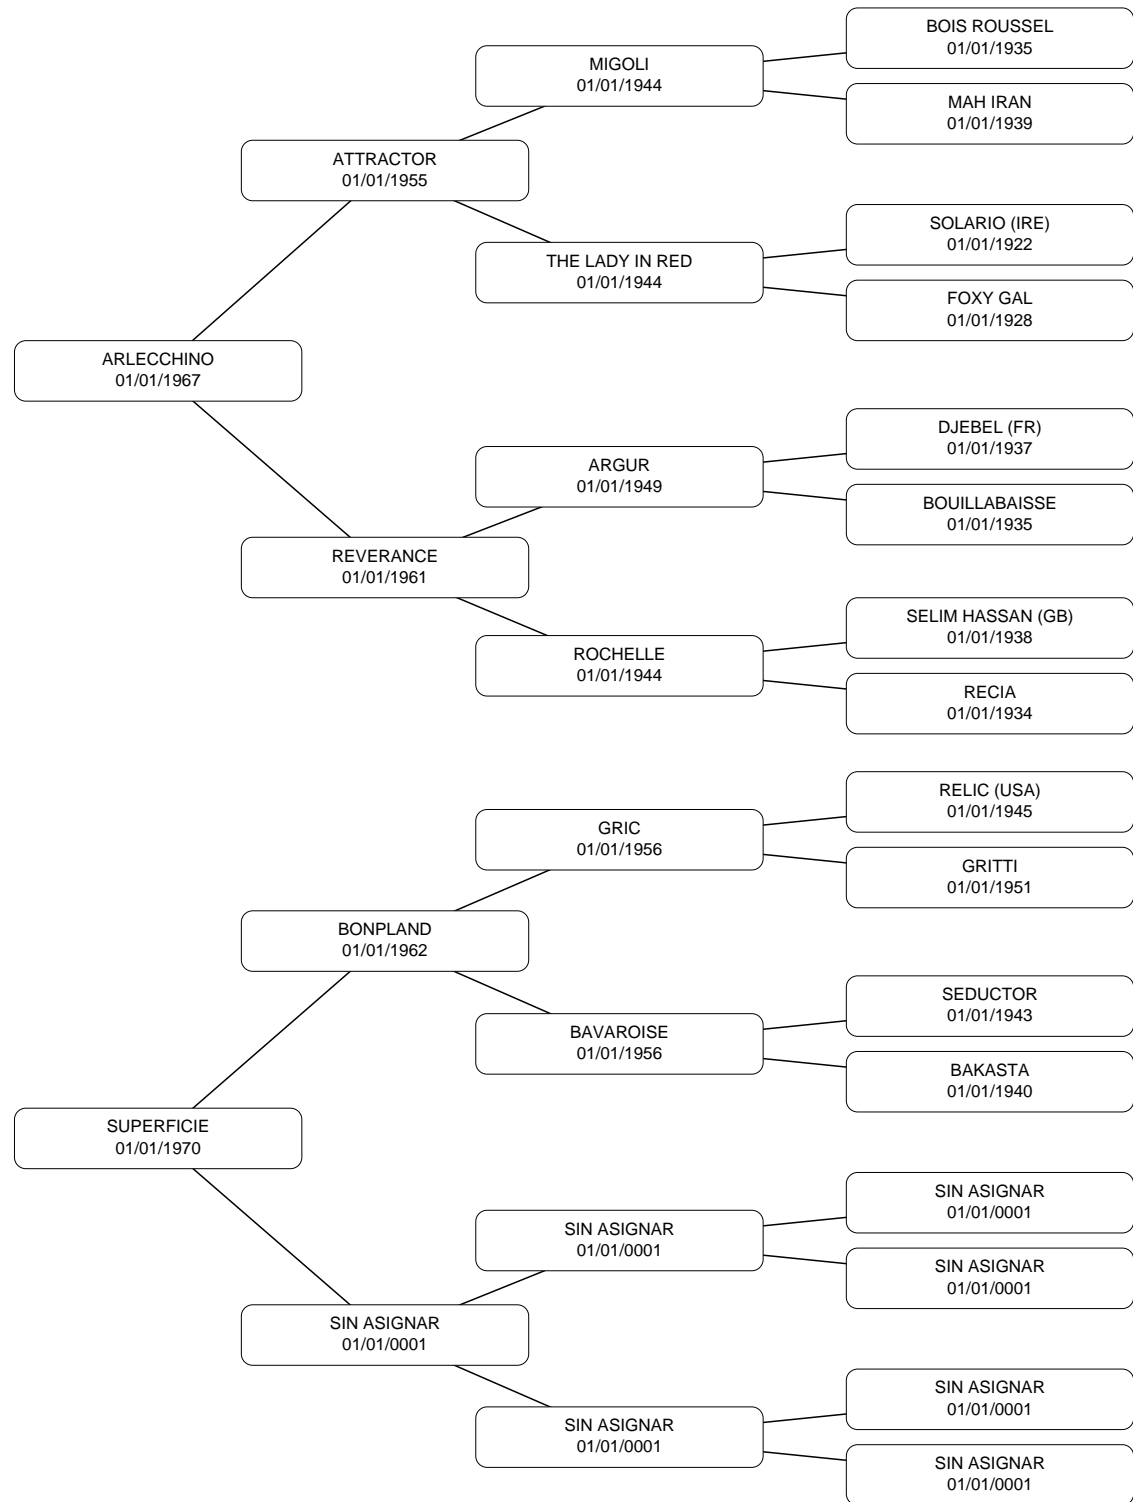 BOIS ROUSSEL
01/01/1935
MIGOLI
01/01/1944
MAH IRAN
01/01/1939
ATTRACTOR
01/01/1955
SOLARIO (IRE)
01/01/1922
THE LADY IN RED
01/01/1944
FOXY GAL
01/01/1928
ARLECCHINO
01/01/1967
DJEBEL (FR)
01/01/1937
ARGUR
01/01/1949
BOUILLABAISSE
01/01/1935
REVERANCE
01/01/1961
SELIM HASSAN (GB)
01/01/1938
ROCHELLE
01/01/1944
RECIA
01/01/1934
RELIC (USA)
01/01/1945
GRIC
01/01/1956
GRITTI
01/01/1951
BONPLAND
01/01/1962
SEDUCTOR
01/01/1943
BAVAROISE
01/01/1956
BAKASTA
01/01/1940
SUPERFICIE
01/01/1970
SIN ASIGNAR
01/01/0001
SIN ASIGNAR
01/01/0001
SIN ASIGNAR
01/01/0001
SIN ASIGNAR
01/01/0001
SIN ASIGNAR
01/01/0001
SIN ASIGNAR
01/01/0001
SIN ASIGNAR
01/01/0001